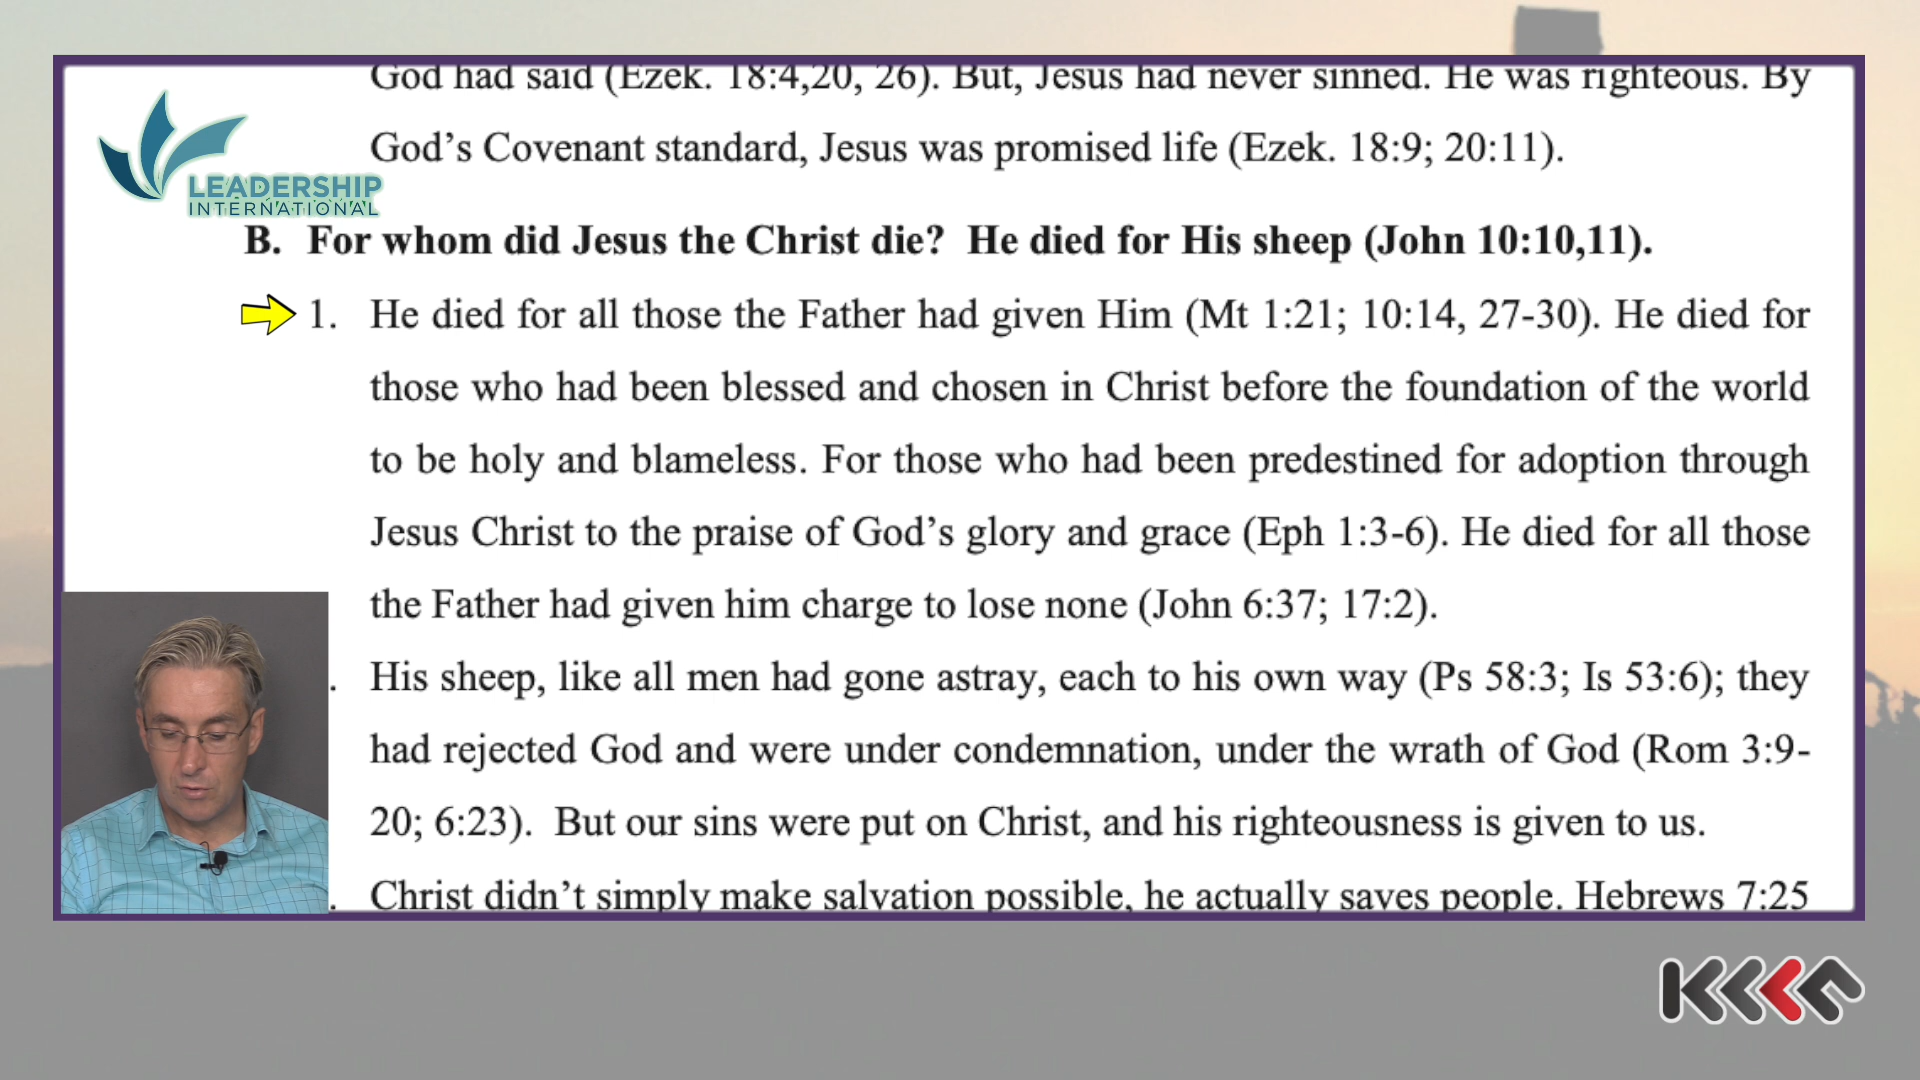 God had said (Ezek. 18:4,20, 26). But, Jesus had never sinned. He was righteous. By
God’s Covenant standard, Jesus was promised life (Ezek. 18:9; 20:11).
LEADERSHIP
INTERNATIONAL
B. For whom did Jesus the Christ die? He died for His sheep (John 10:10,11).
1. He died for all those the Father had given Him (Mt 1:21; 10:14, 27-30). He died for
those who had been blessed and chosen in Christ before the foundation of the world
to be holy and blameless. For those who had been predestined for adoption through
Jesus Christ to the praise of God’s glory and grace (Eph 1:3-6). He died for all those
the Father had given him charge to lose none (John 6:37; 17:2).
. His sheep, like all men had gone astray, each to his own way (Ps 58:3; Is 53:6); they
had rejected God and were under condemnation, under the wrath of God (Rom 3:9-
20; 6:23). But our sins were put on Christ, and his righteousness is given to us.
. Christ didn’t simply make salvation possible, he actually saves people. Hebrews 7:25